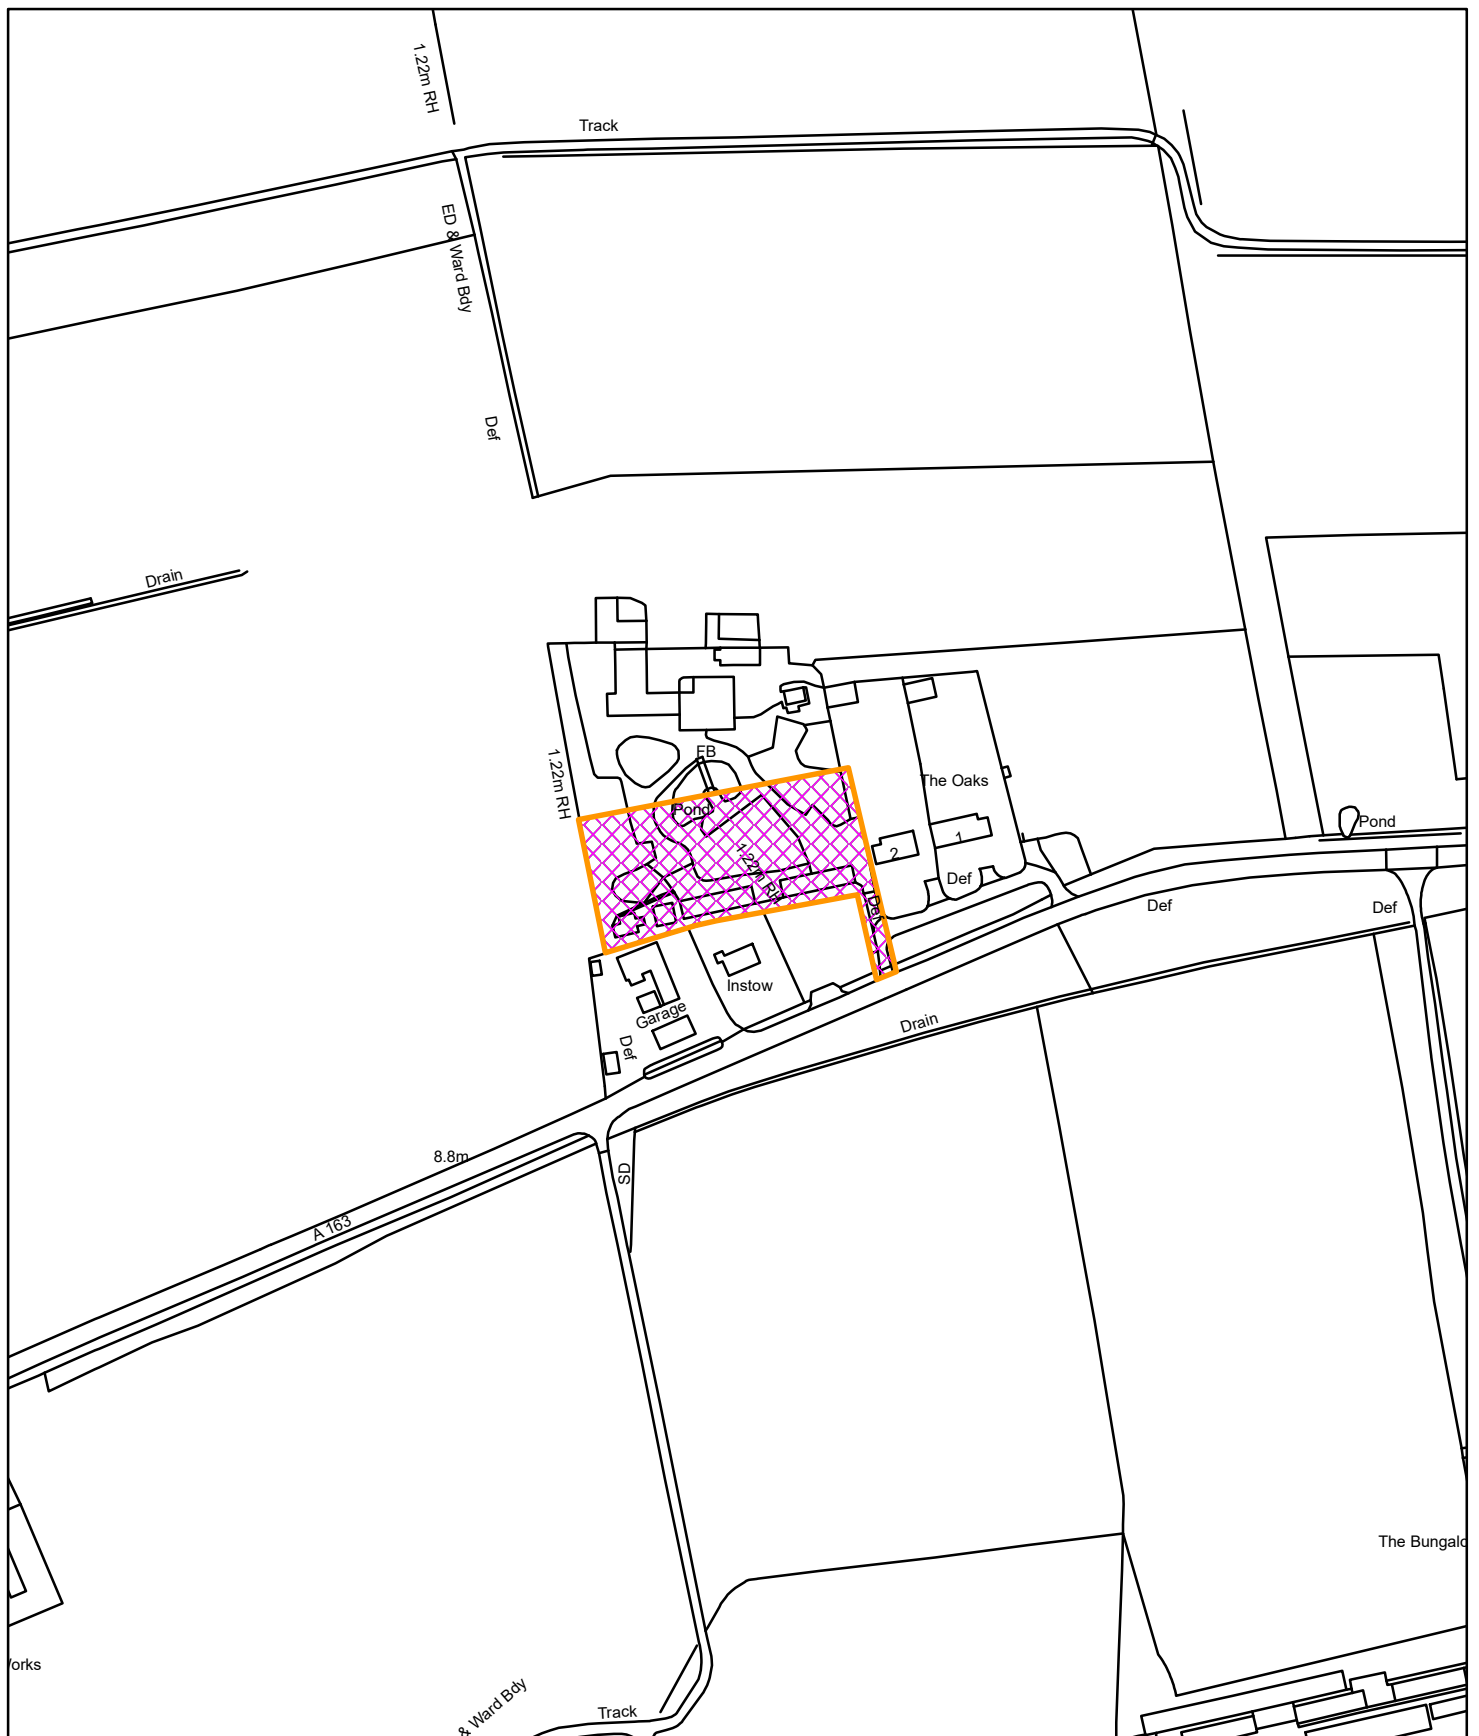 1.22m RH
Track
ED & Ward Bdy
Def
Drain
FB
1.22m RH
The Oaks
Pond
Pond
1
2
1.22m RH
Def
Def
Def
Def
Instow
Garage
Drain
Def
8.8m
SD
A 163
The Bungalo
orks
& Ward Bdy
Track